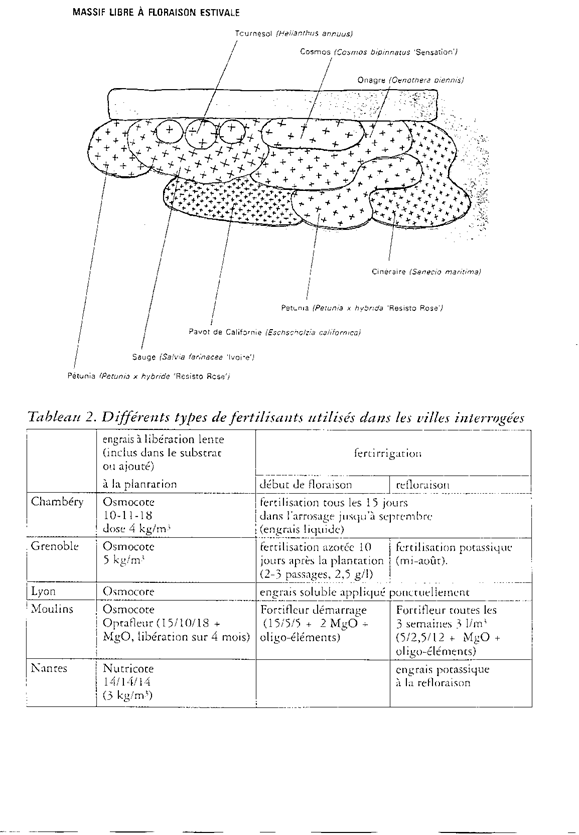 MASSIF LIBRE À FLORAISON ESTIVALE
Tournesol (Helianthus annuus)
Cosmos (Cosmos bipinnatus 'Sensation')
Onagre (Oenothera biennis)
Cinéraire (Senecio maritima)
Pétunia (Petunia x hybrida 'Resisto Rose')
Pavot de Californie (Eschscholzia californica)
Sauge (Salvia farinacea 'Ivoire')
Pétunia (Petunia x hybride 'Resisto Rose')
Tableau 2. Différents types de fertilisants utilisés dans les villes interrogées
engrais à libération lente
(inclus dans le substrat
ou ajouté)
à la plantation
fertirrigation
début de floraison
refloraison
Chambéry
Osmocote
10-11-18
dose 4 kg/m³
fertilisation tous les 15 jours
dans l'arrosage jusqu'à septembre
(engrais liquide)
Grenoble
Osmocote
5 kg/m³
fertilisation azotée 10
jours après la plantation
(2-3 passages, 2,5 g/l)
fertilisation potassique
(mi-août).
Lyon
Osmocote
engrais soluble appliqué ponctuellement
Moulins
Osmocote
Optafleur (15/10/18 +
MgO, libération sur 4 mois)
Fortifleur démarrage
(15/5/5 + 2 MgO +
oligo-éléments)
Fortifleur toutes les
3 semaines 3 l/m³
(5/2,5/12 + MgO +
oligo-éléments)
Nantes
Nutricote
14/14/14
(3 kg/m³)
engrais potassique
à la refloraison